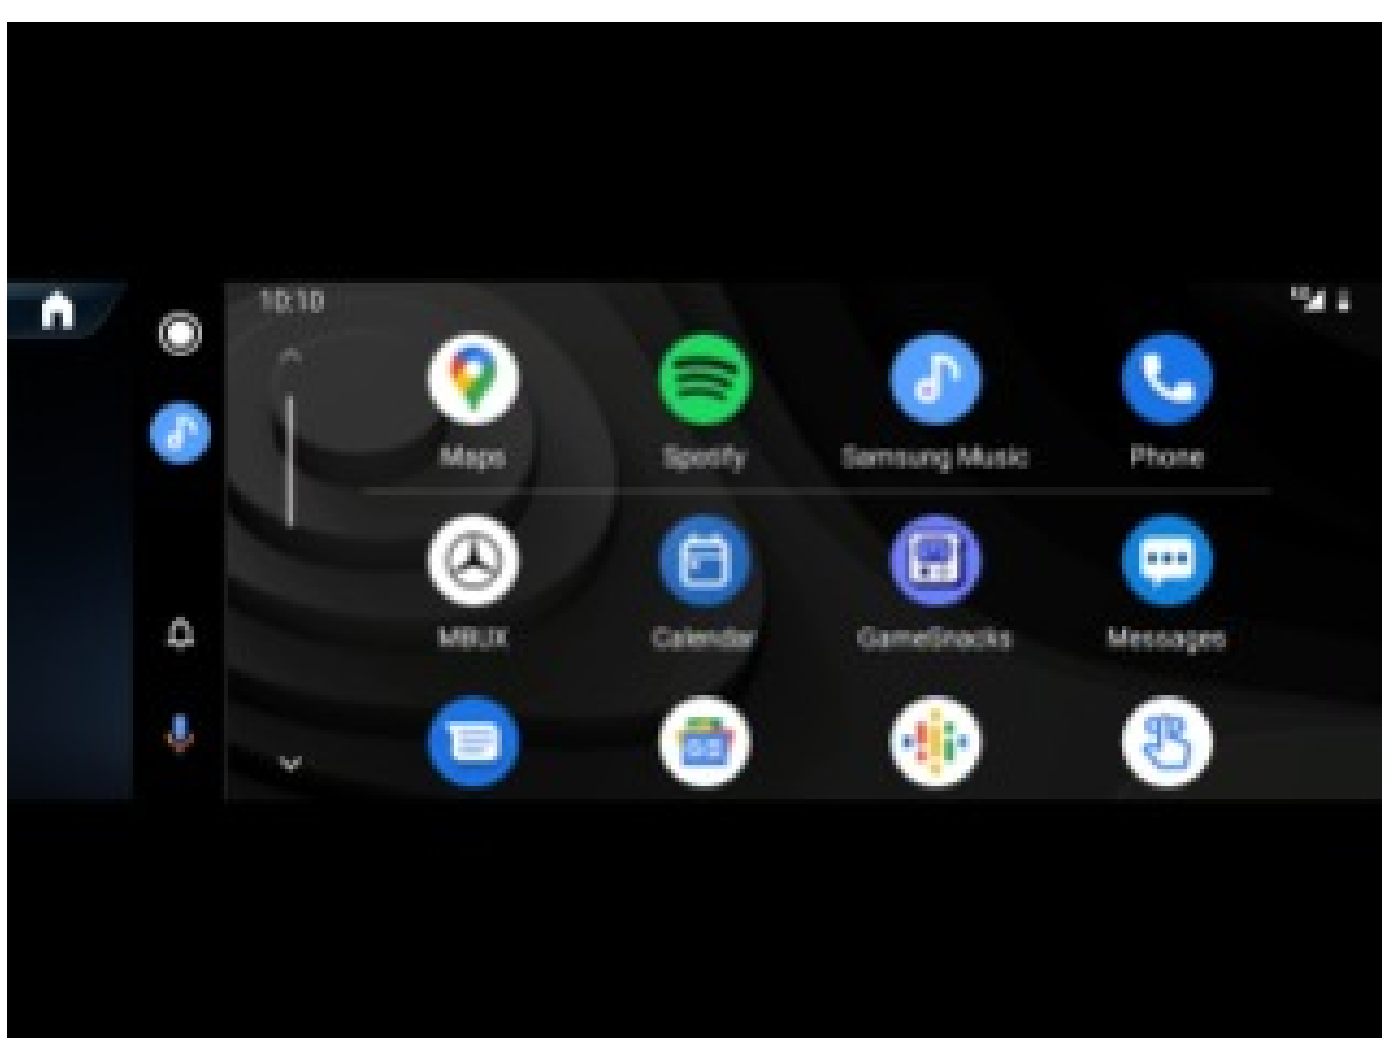 10:10
Maps
Spotify
Samsung Music
Phone
MBUX
Calendar
GameSnacks
Messages